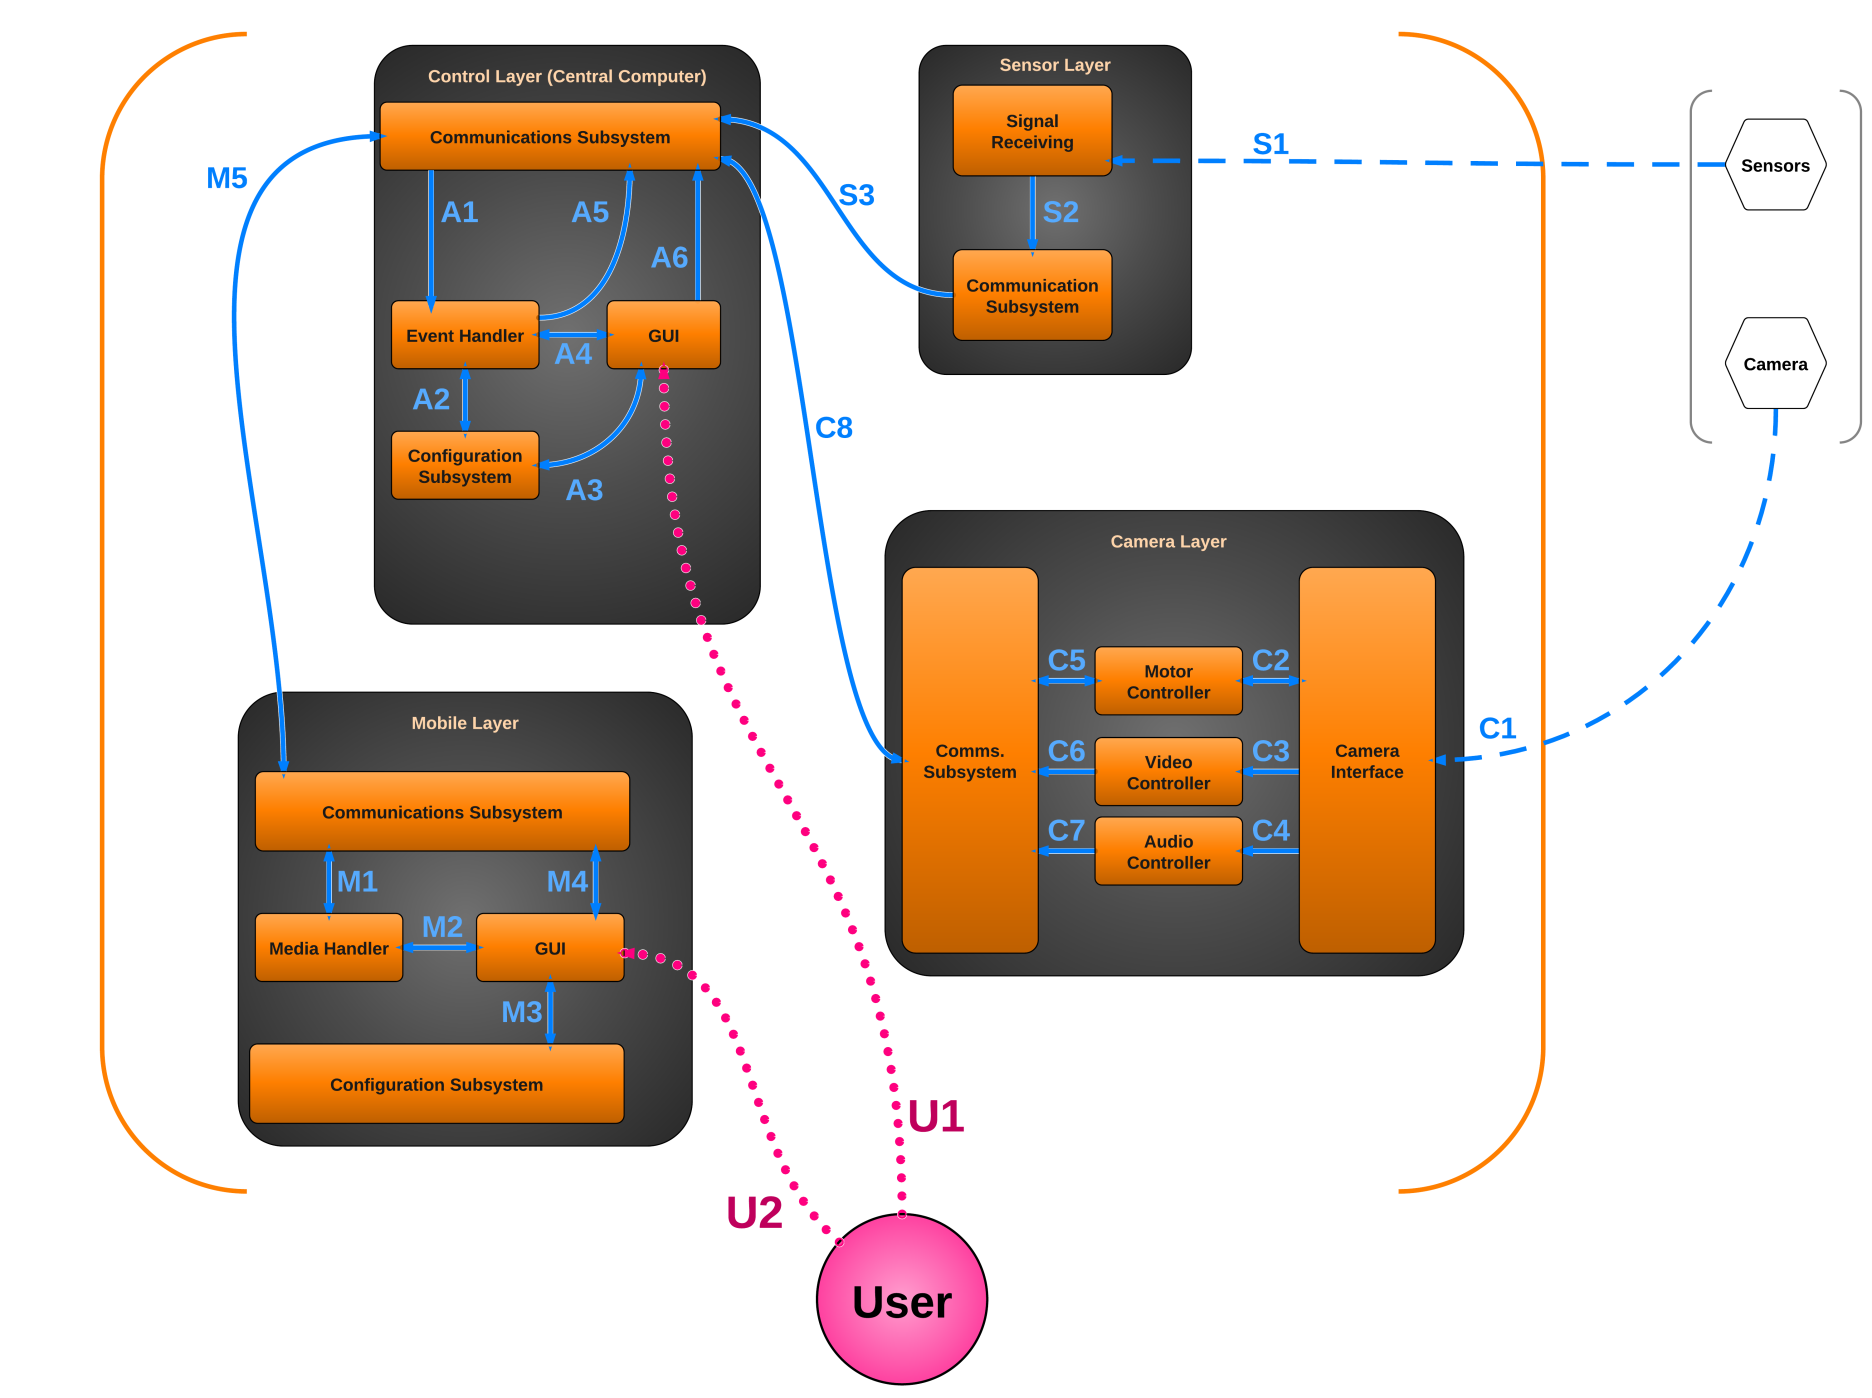 Control Layer (Central Computer)
Communications Subsystem
M5
A1
A5
A6
Event Handler
GUI
A4
A2
Configuration
Subsystem
A3
Sensor Layer
Signal
Receiving
S1
S2
S3
Communication
Subsystem
Sensors
Camera
C8
Camera Layer
Comms.
Subsystem
C5
Motor
Controller
C2
C6
Video
Controller
C3
C7
Audio
Controller
C4
Camera
Interface
C1
Mobile Layer
Communications Subsystem
M1
M4
Media Handler
M2
GUI
M3
Configuration Subsystem
U1
U2
User